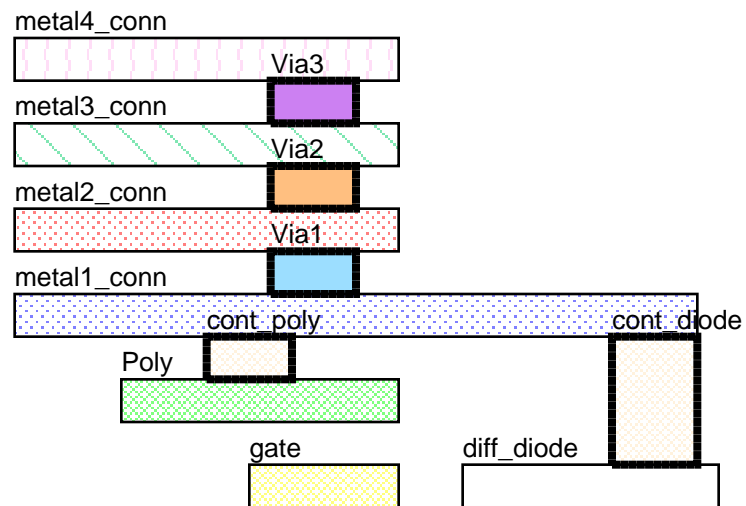 metal4_conn
Via3
metal3_conn
Via2
metal2_conn
Via1
metal1_conn
cont_poly
cont_diode
Poly
gate
diff_diode